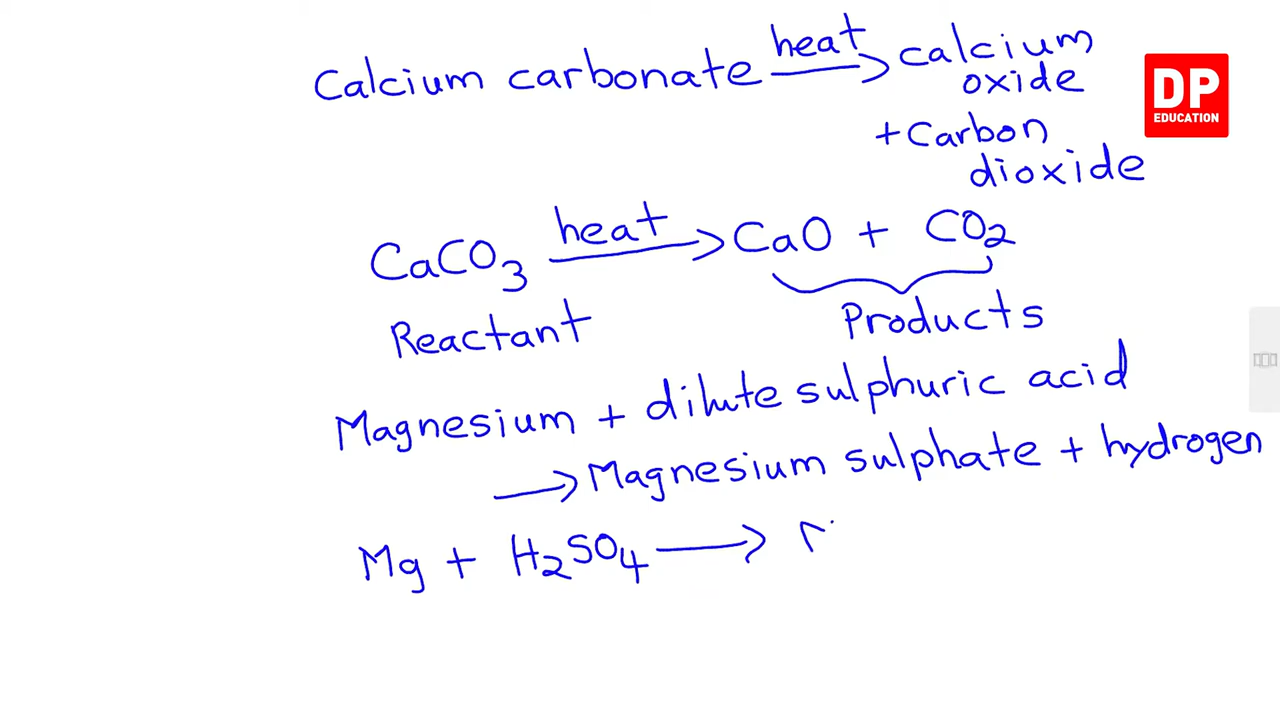 Calcium carbonate heat → calcium
oxide
+ Carbon
dioxide
DP
EDUCATION
CaCO₃ heat → CaO + CO₂
Reactant
Products
Magnesium + dilute sulphuric acid
→ Magnesium sulphate + hydrogen
Mg + H₂SO₄ →